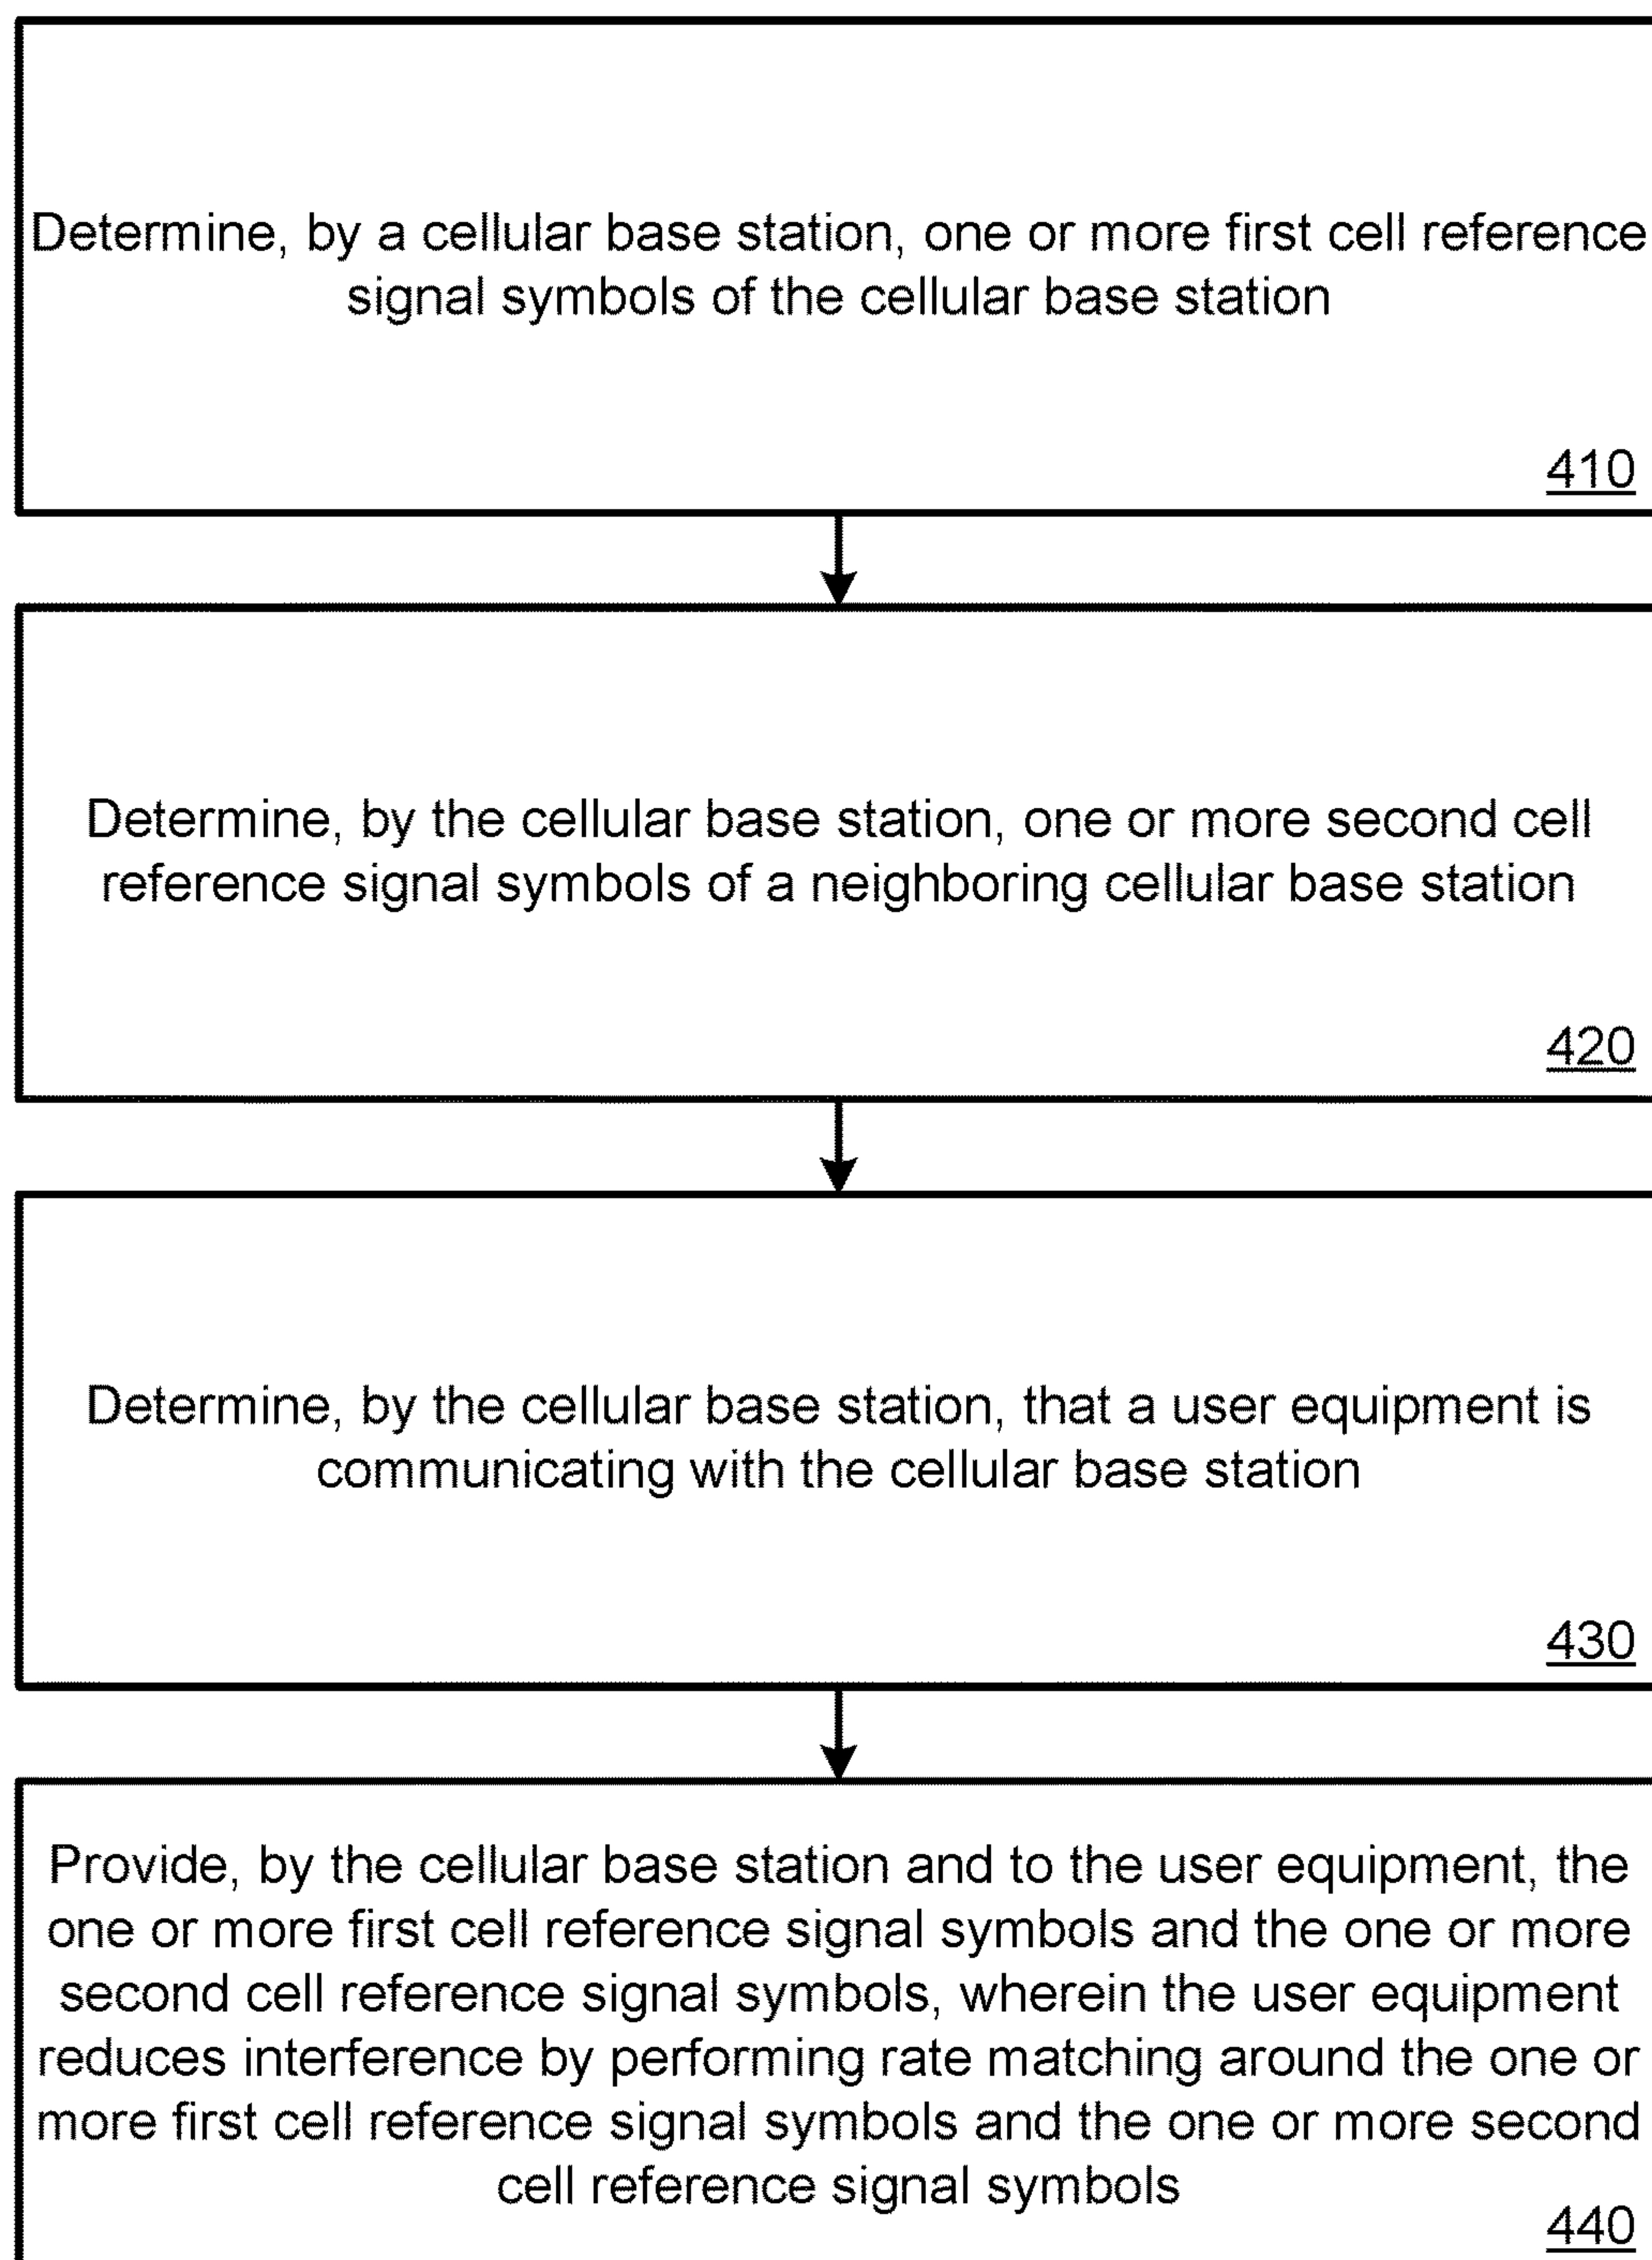 Determine, by a cellular base station, one or more first cell reference
signal symbols of the cellular base station
410
Determine, by the cellular base station, one or more second cell
reference signal symbols of a neighboring cellular base station
420
Determine, by the cellular base station, that a user equipment is
communicating with the cellular base station
430
Provide, by the cellular base station and to the user equipment, the
one or more first cell reference signal symbols and the one or more
second cell reference signal symbols, wherein the user equipment
reduces interference by performing rate matching around the one or
more first cell reference signal symbols and the one or more second
cell reference signal symbols
440